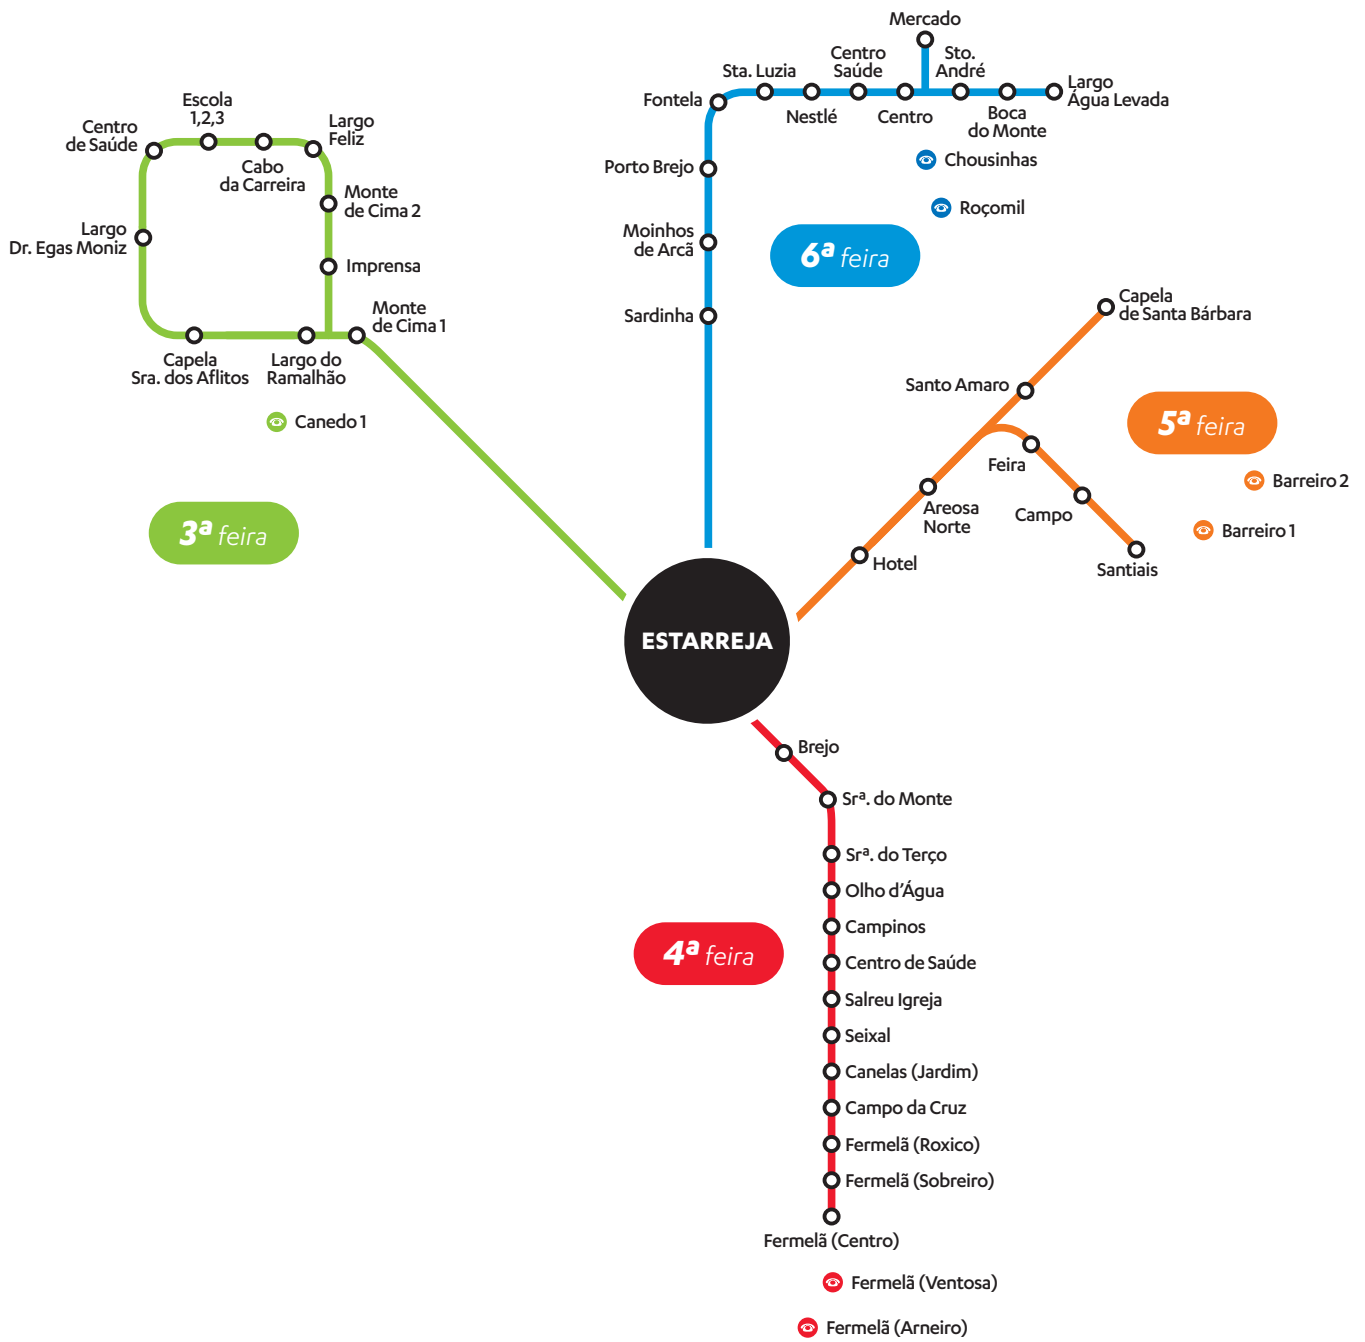 Mercado
Sta. Luzia
Centro
Saúde
Sto.
André
Largo
Água Levada
Fontela
Nestlé
Centro
Boca
do Monte
Chousinhas
Porto Brejo
Roçomil
Moinhos
de Arcã
6ª feira
Sardinha
Escola
1,2,3
Centro
de Saúde
Largo
Feliz
Cabo
da Carreira
Monte
de Cima 2
Largo
Dr. Egas Moniz
Imprensa
Monte
de Cima 1
Capela
Sra. dos Aflitos
Largo do
Ramalhão
Canedo 1
3ª feira
Capela
de Santa Bárbara
Santo Amaro
5ª feira
Feira
Barreiro 2
Areosa
Norte
Campo
Barreiro 1
Hotel
Santiais
ESTARREJA
Brejo
Srª. do Monte
Srª. do Terço
Olho d'Água
Campinos
4ª feira
Centro de Saúde
Salreu Igreja
Seixal
Canelas (Jardim)
Campo da Cruz
Fermelã (Roxico)
Fermelã (Sobreiro)
Fermelã (Centro)
Fermelã (Ventosa)
Fermelã (Arneiro)